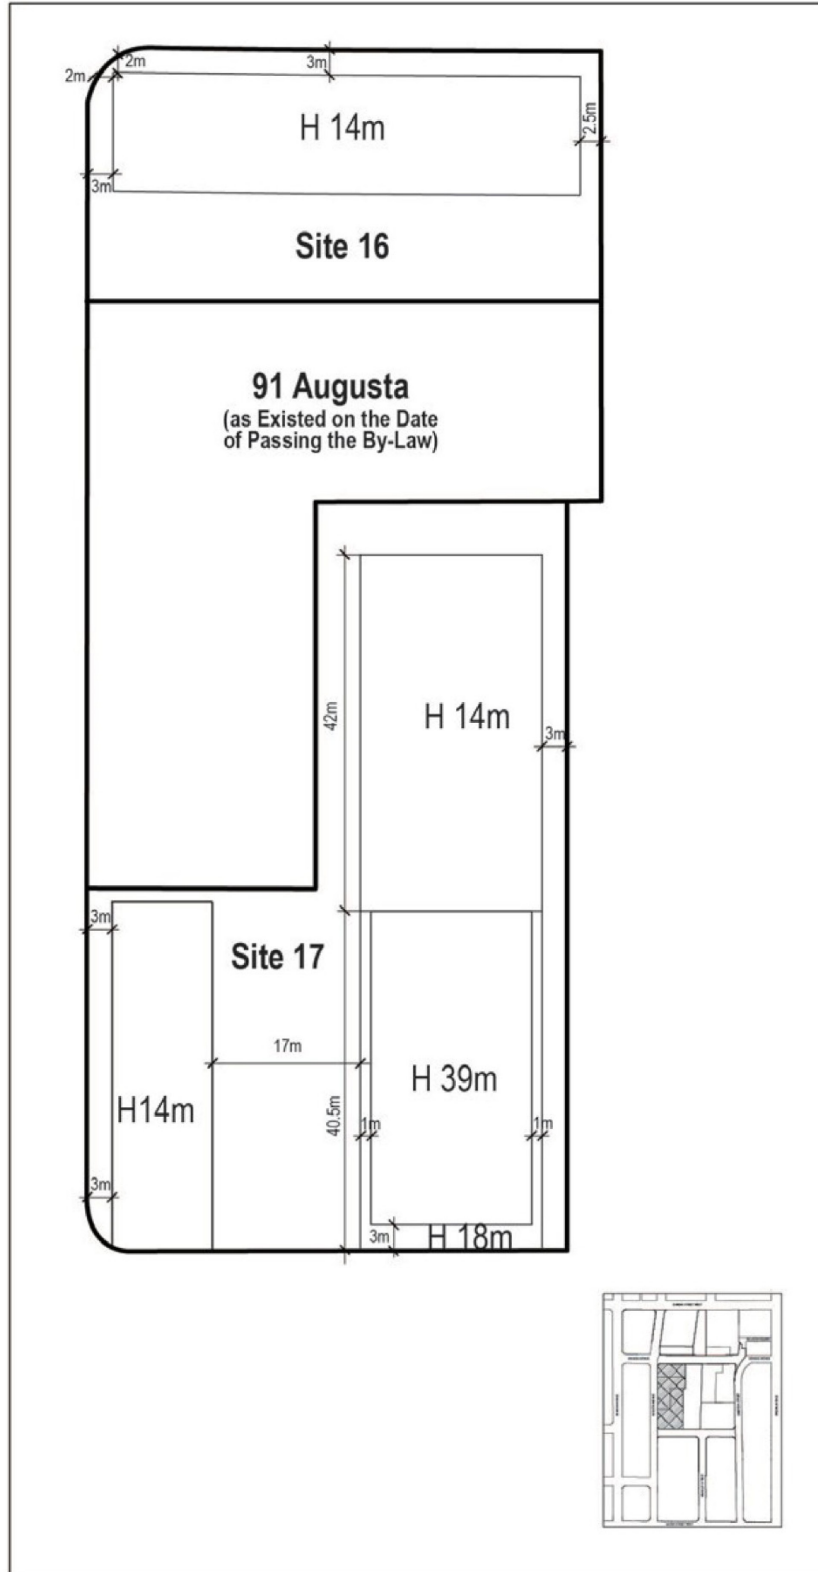 2m
2m
3m
H 14m
2.5m
3m
Site 16
91 Augusta
(as Existed on the Date
of Passing the By-Law)
42m
H 14m
3m
3m
Site 17
17m
H 39m
H14m
40.5m
1m
1m
3m
3m
H 18m